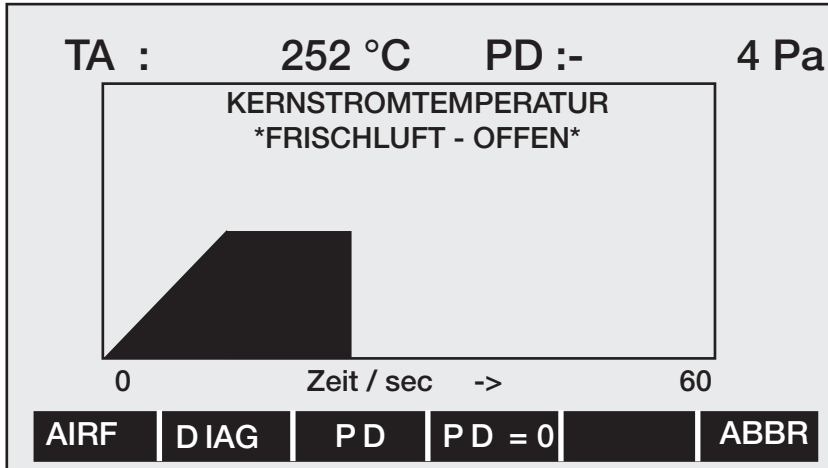 TA : 252 °C PD :- 4 Pa
KERNSTROMTEMPERATUR
*FRISCHLUFT - OFFEN*
0 Zeit / sec -> 60
AIRF DIAG PD PD = 0 ABBR